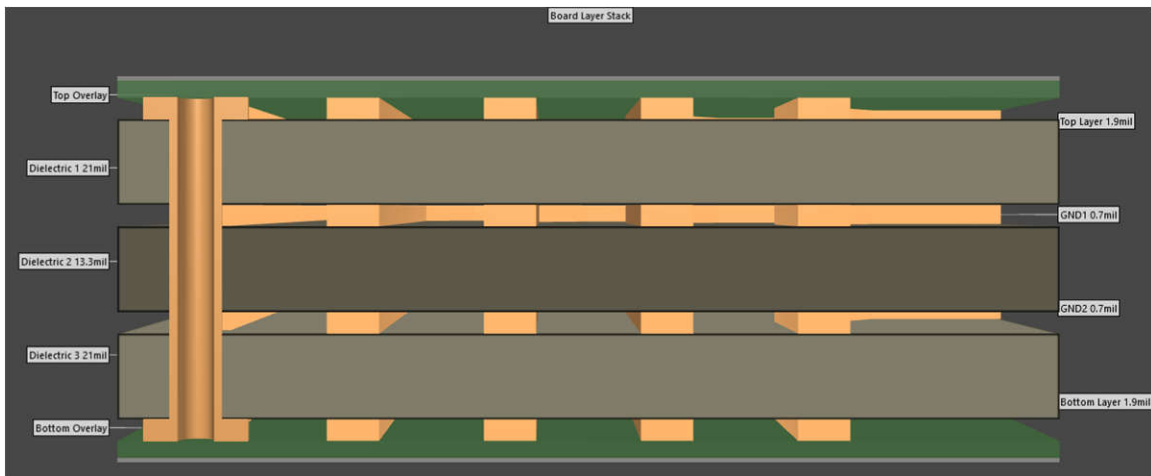 Board Layer Stack
Top Overlay
Top Layer 1.9mil
Dielectric 1 21mil
GND1 0.7mil
Dielectric 2 13.3mil
GND2 0.7mil
Dielectric 3 21mil
Bottom Layer 1.9mil
Bottom Overlay